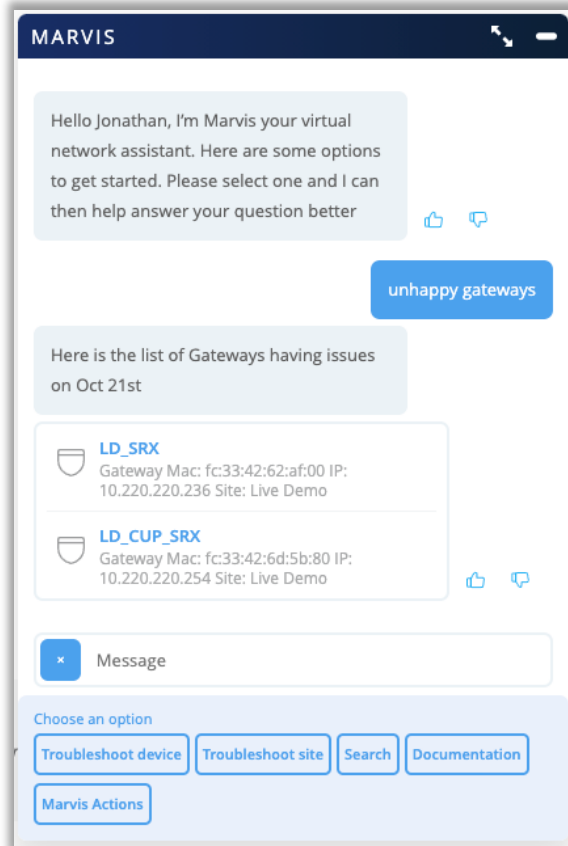 MARVIS
Hello Jonathan, I'm Marvis your virtual
network assistant. Here are some options
to get started. Please select one and I can
then help answer your question better
unhappy gateways
Here is the list of Gateways having issues
on Oct 21st
LD_SRX
Gateway Mac: fc:33:42:62:af:00 IP:
10.220.220.236 Site: Live Demo
LD_CUP_SRX
Gateway Mac: fc:33:42:6d:5b:80 IP:
10.220.220.254 Site: Live Demo
Message
Choose an option
Troubleshoot device Troubleshoot site Search Documentation
Marvis Actions